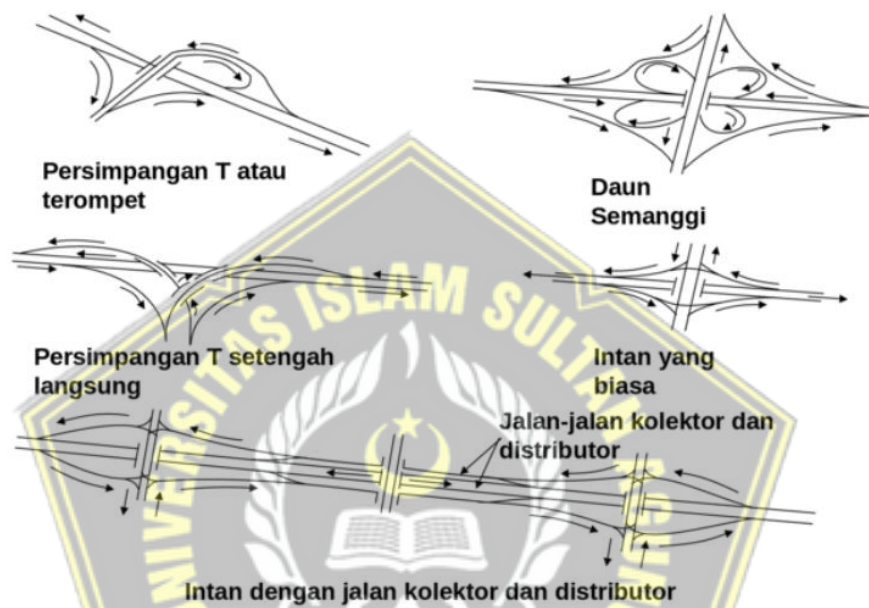 Persimpangan T atau
terompet
Daun
Semanggi
Persimpangan T setengah
langsung
Intan yang
biasa
Jalan-jalan kolektor dan
distributor
Intan dengan jalan kolektor dan distributor
UNIVERSITAS ISLAM SULTAN AGUNG